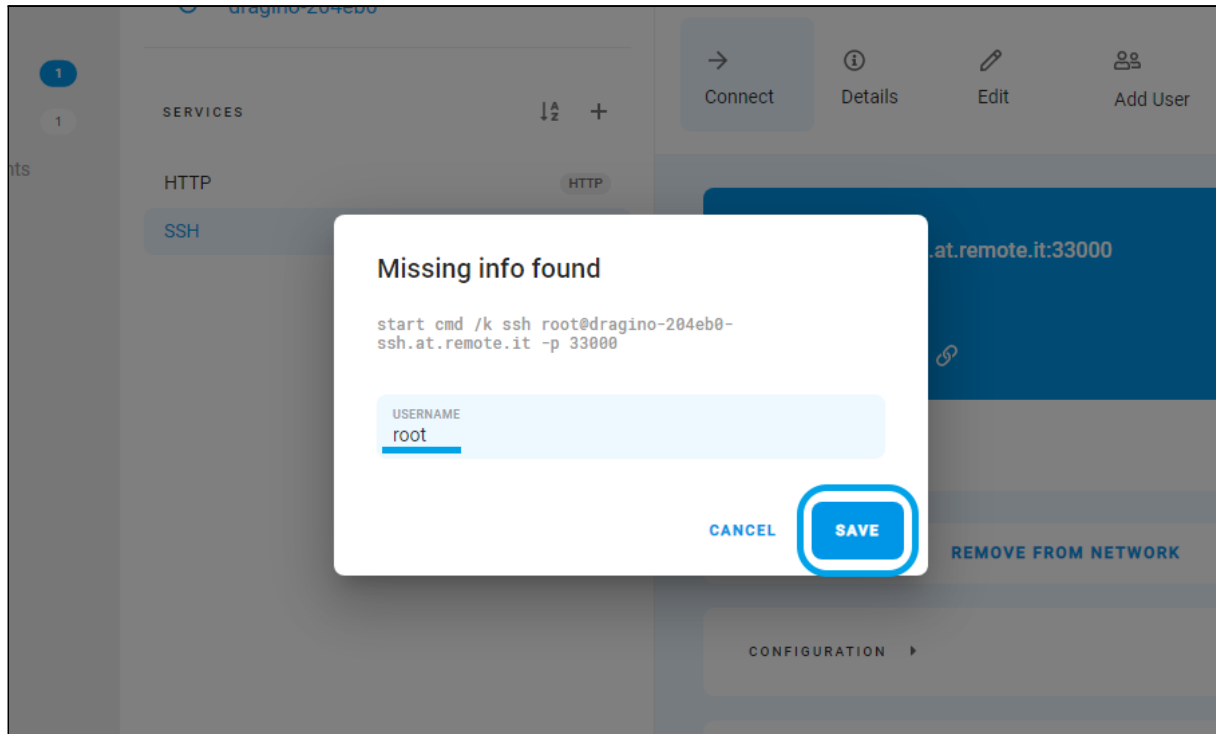 dragino-204eb0
1
1
nts
SERVICES
HTTP
HTTP
SSH
Connect
Details
Edit
Add User
.at.remote.it:33000
Missing info found
start cmd /k ssh root@dragino-204eb0-
ssh.at.remote.it -p 33000
USERNAME
root
CANCEL
SAVE
REMOVE FROM NETWORK
CONFIGURATION